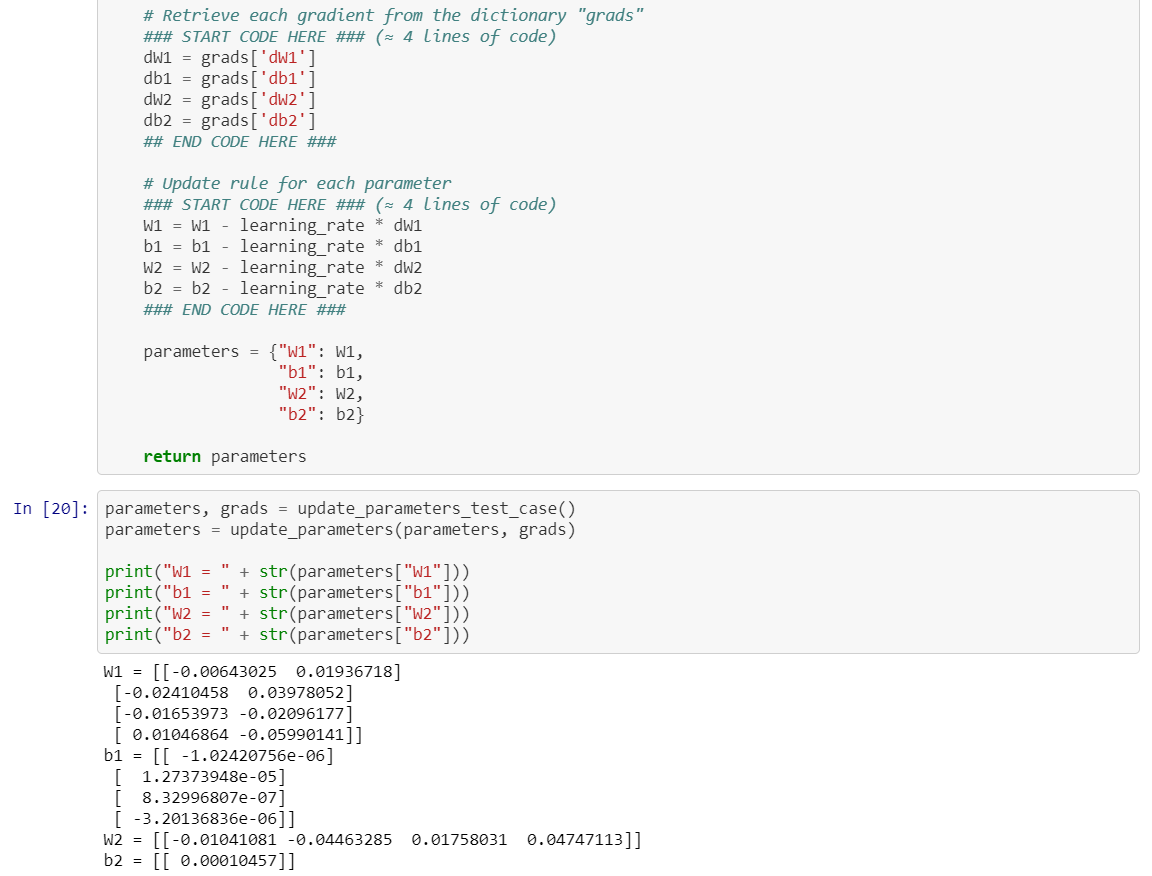 # Retrieve each gradient from the dictionary "grads"
### START CODE HERE ### (≈ 4 lines of code)
dW1 = grads['dW1']
db1 = grads['db1']
dW2 = grads['dW2']
db2 = grads['db2']
## END CODE HERE ###
# Update rule for each parameter
### START CODE HERE ### (≈ 4 lines of code)
W1 = W1 - learning_rate * dW1
b1 = b1 - learning_rate * db1
W2 = W2 - learning_rate * dW2
b2 = b2 - learning_rate * db2
### END CODE HERE ###
parameters = {"W1": W1,
"b1": b1,
"W2": W2,
"b2": b2}
return parameters
In [20]: parameters, grads = update_parameters_test_case()
parameters = update_parameters(parameters, grads)
print("W1 = " + str(parameters["W1"]))
print("b1 = " + str(parameters["b1"]))
print("W2 = " + str(parameters["W2"]))
print("b2 = " + str(parameters["b2"]))
W1 = [[-0.00643025  0.01936718]
[-0.02410458  0.03978052]
[-0.01653973 -0.02096177]
[ 0.01046864 -0.05990141]]
b1 = [[ -1.02420756e-06]
[  1.27373948e-05]
[  8.32996807e-07]
[ -3.20136836e-06]]
W2 = [[-0.01041081 -0.04463285  0.01758031  0.04747113]]
b2 = [[ 0.00010457]]